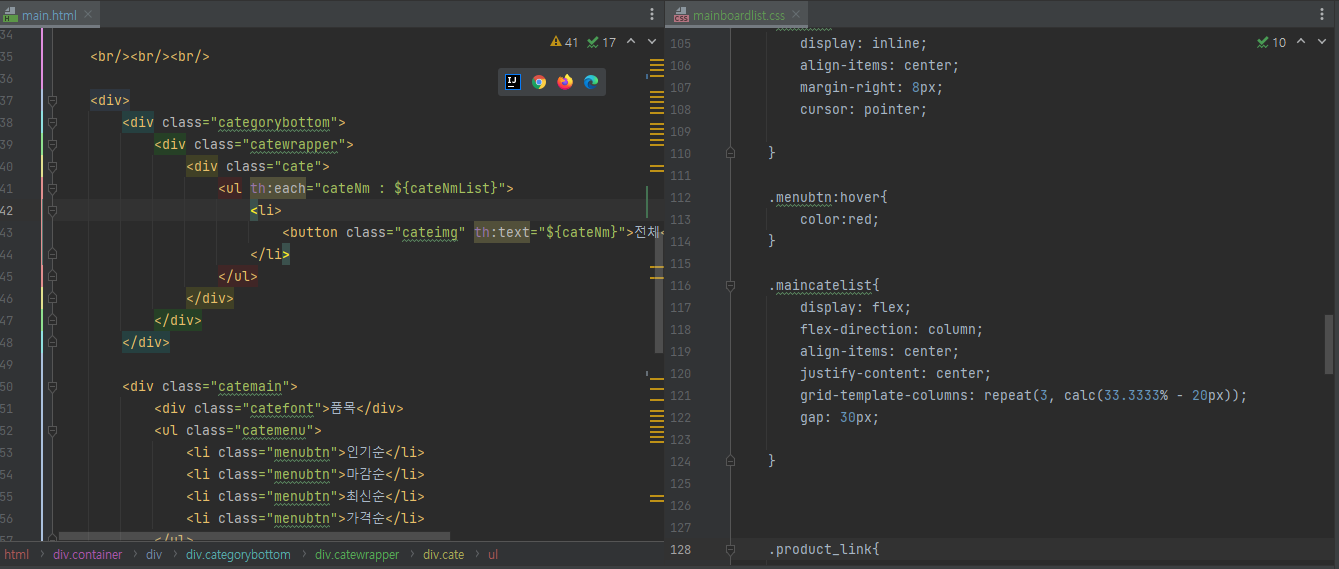 main.html
mainboardlist.css
41 17
34
35 <br/><br/><br/>
36
37 <div>
38 <div class="categorybottom">
39 <div class="catewrapper">
40 <div class="cate">
41 <ul th:each="cateNm : ${cateNmList}">
42 <li>
43 <button class="cateimg" th:text="${cateNm}">전체<
44 </li>
45 </ul>
46 </div>
47 </div>
48 </div>
49
50 <div class="catemain">
51 <div class="catefont">품목</div>
52 <ul class="catemenu">
53 <li class="menubtn">인기순</li>
54 <li class="menubtn">마감순</li>
55 <li class="menubtn">최신순</li>
56 <li class="menubtn">가격순</li>
57 </ul>
html > div.container > div > div.categorybottom > div.catewrapper > div.cate > ul
10
105 display: inline;
106 align-items: center;
107 margin-right: 8px;
108 cursor: pointer;
109
110 }
111
112 .menubtn:hover{
113 color:red;
114 }
115
116 .maincatelist{
117 display: flex;
118 flex-direction: column;
119 align-items: center;
120 justify-content: center;
121 grid-template-columns: repeat(3, calc(33.3333% - 20px));
122 gap: 30px;
123
124 }
125
126
127
128 .product_link{